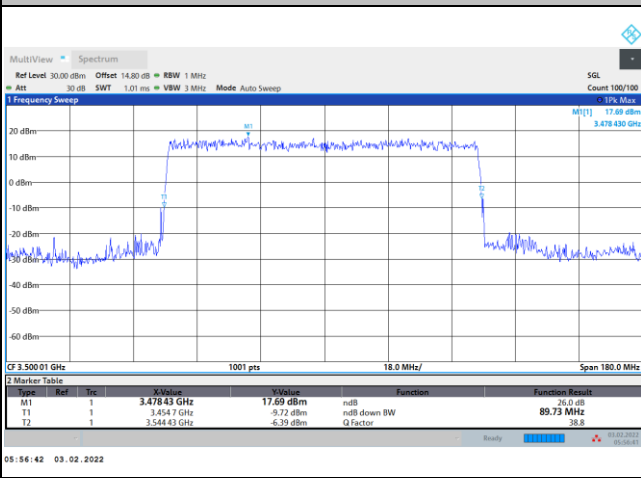 MultiView Spectrum
Ref Level 30.00 dBm Offset 14.80 dB RBW 1 MHz SGL
Att 30 dB SWT 1.01 ms VBW 3 MHz Mode Auto Sweep Count 100/100
1 Frequency Sweep 1Pk Max
M1[1] 17.69 dBm
3.478 430 GHz
M1
20 dBm
10 dBm
0 dBm
T3
T2
-10 dBm
-20 dBm
-30 dBm
-40 dBm
-50 dBm
-60 dBm
CF 3.500 01 GHz 1001 pts 18.0 MHz/ Span 180.0 MHz
2 Marker Table
Type Ref Trc X-Value Y-Value Function Function Result
M1 1 3.478 43 GHz 17.69 dBm ndB 26.0 dB
T1 1 3.454 7 GHz -9.72 dBm ndB down BW 89.73 MHz
T2 1 3.544 43 GHz -6.39 dBm Q Factor 38.8
Ready 03.02.2022
05:56:41
05:56:42 03.02.2022